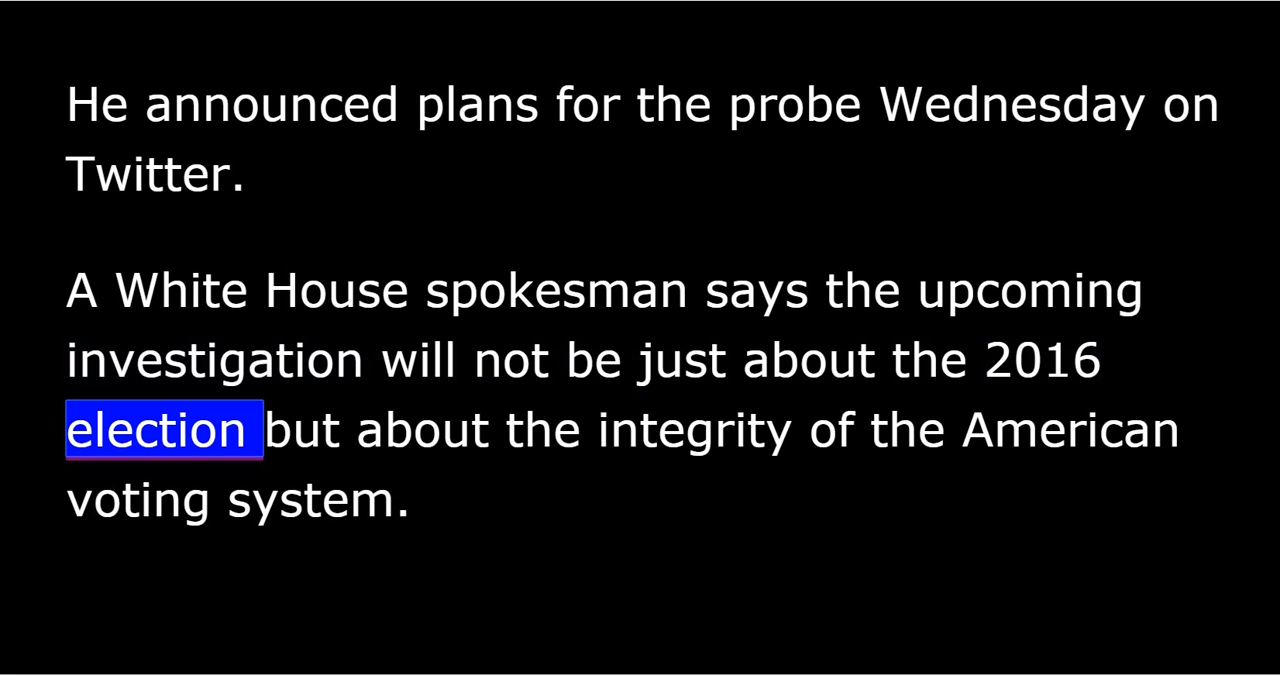 He announced plans for the probe Wednesday on
Twitter.
A White House spokesman says the upcoming
investigation will not be just about the 2016
election but about the integrity of the American
voting system.